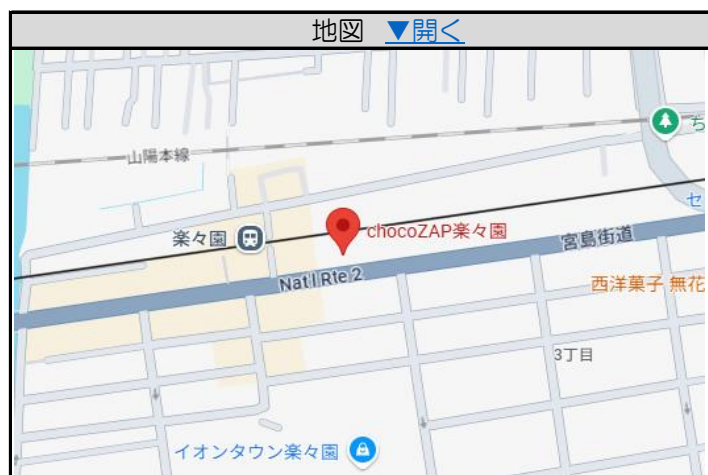 地図 ▼開く
山陽本線
ち
セ
楽々園
chocoZAP楽々園
宮島街道
Nat'l Rte 2
西洋菓子 無花
3丁目
イオンタウン楽々園